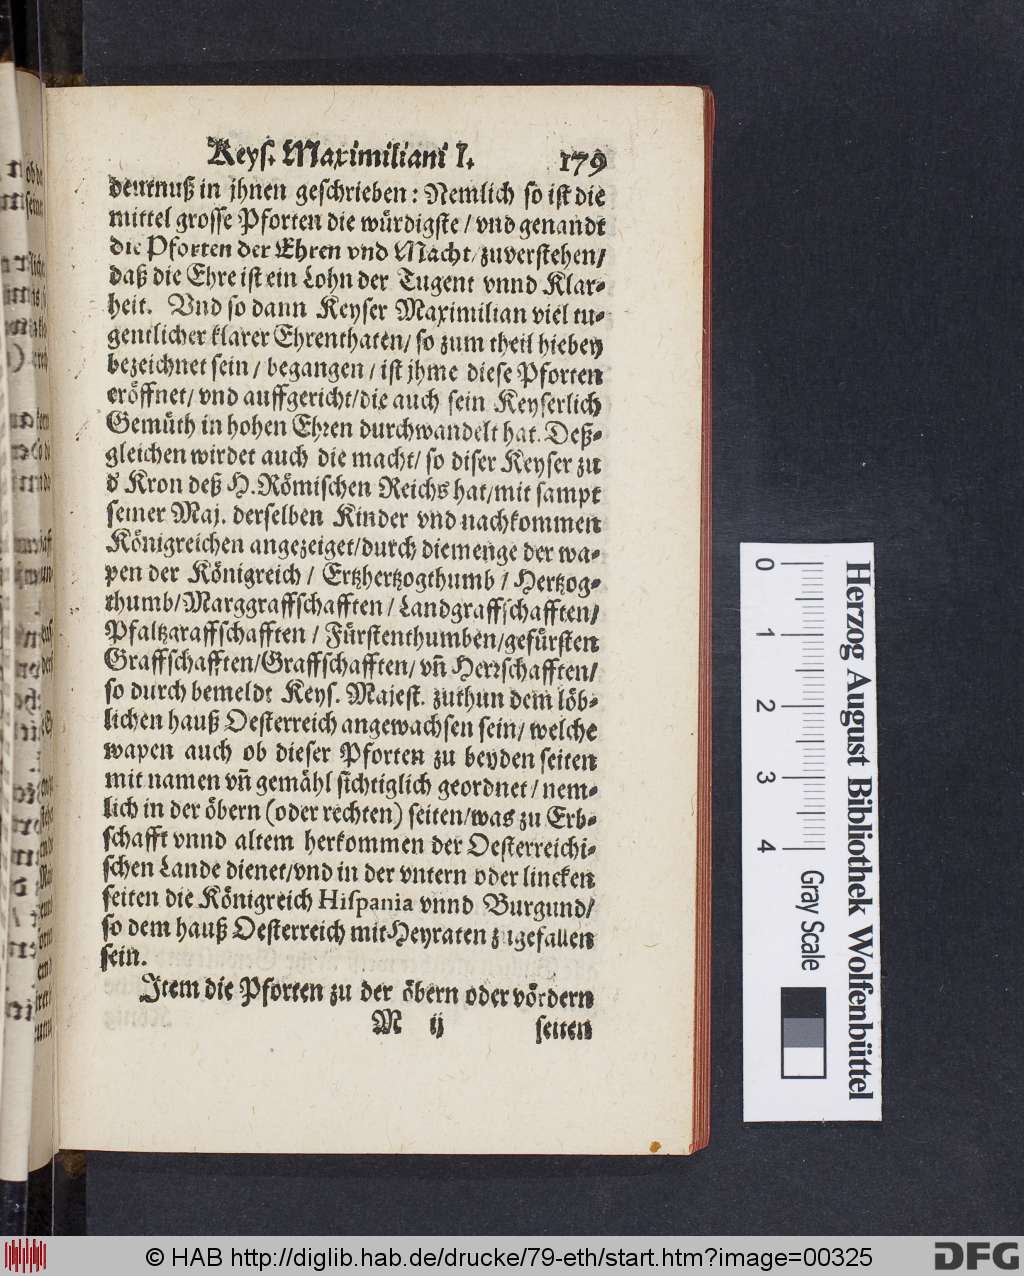 Keys. Maximiliani I. 179
deutnuß in jhnen geschrieben: Nemlich so ist die
mittel grosse Pforten die würdigste / vnd genandt
die Pforten der Ehren vnd Macht / zuverstehen /
daß die Ehre ist ein Lohn der Tugent vnnd Klar-
heit. Vnd so dann Keyser Maximilian viel tu-
gentlicher klarer Ehrenthaten / so zum theil hiebey
bezeichnet sein / begangen / ist jhme diese Pforten
eröffnet / vnd auffgericht / die auch sein Keyserlich
Gemüth in hohen Ehren durchwandelt hat. Deß-
gleichen wirdet auch die macht / so diser Keyser zu
d' Kron deß H. Römischen Reichs hat / mit sampt
seiner Maj. derselben Kinder vnd nachkommen
Königreichen angezeiget / durch die menge der wa-
pen der Königreich / Ertzhertzogthumb / Hertzog-
thumb / Marggraffschafften / Landgraffschafften /
Pfaltzgraffschafften / Fürstenthumben / gefürsten
Graffschafften / Graffschafften / vñ Herrschafften /
so durch bemeldt Keys. Majest. zuthun dem löb-
lichen hauß Oesterreich angewachsen sein / welche
wapen auch ob dieser Pforten zu beyden seiten
mit namen vñ gemähl sichtiglich geordnet / nem-
lich in der öbern (oder rechten) seiten / was zu Erb-
schafft vnnd altem herkommen der Oesterreichi-
schen Lande dienet / vnd in der vntern oder lincken
seiten die Königreich Hispania vnnd Burgund /
so dem hauß Oesterreich mit Heyraten zugefallen
sein.
Item die Pforten zu der öbern oder vördern
M ij seiten
0 1 2 3 4
Gray Scale
Herzog August Bibliothek Wolfenbüttel
© HAB http://diglib.hab.de/drucke/79-eth/start.htm?image=00325
DFG